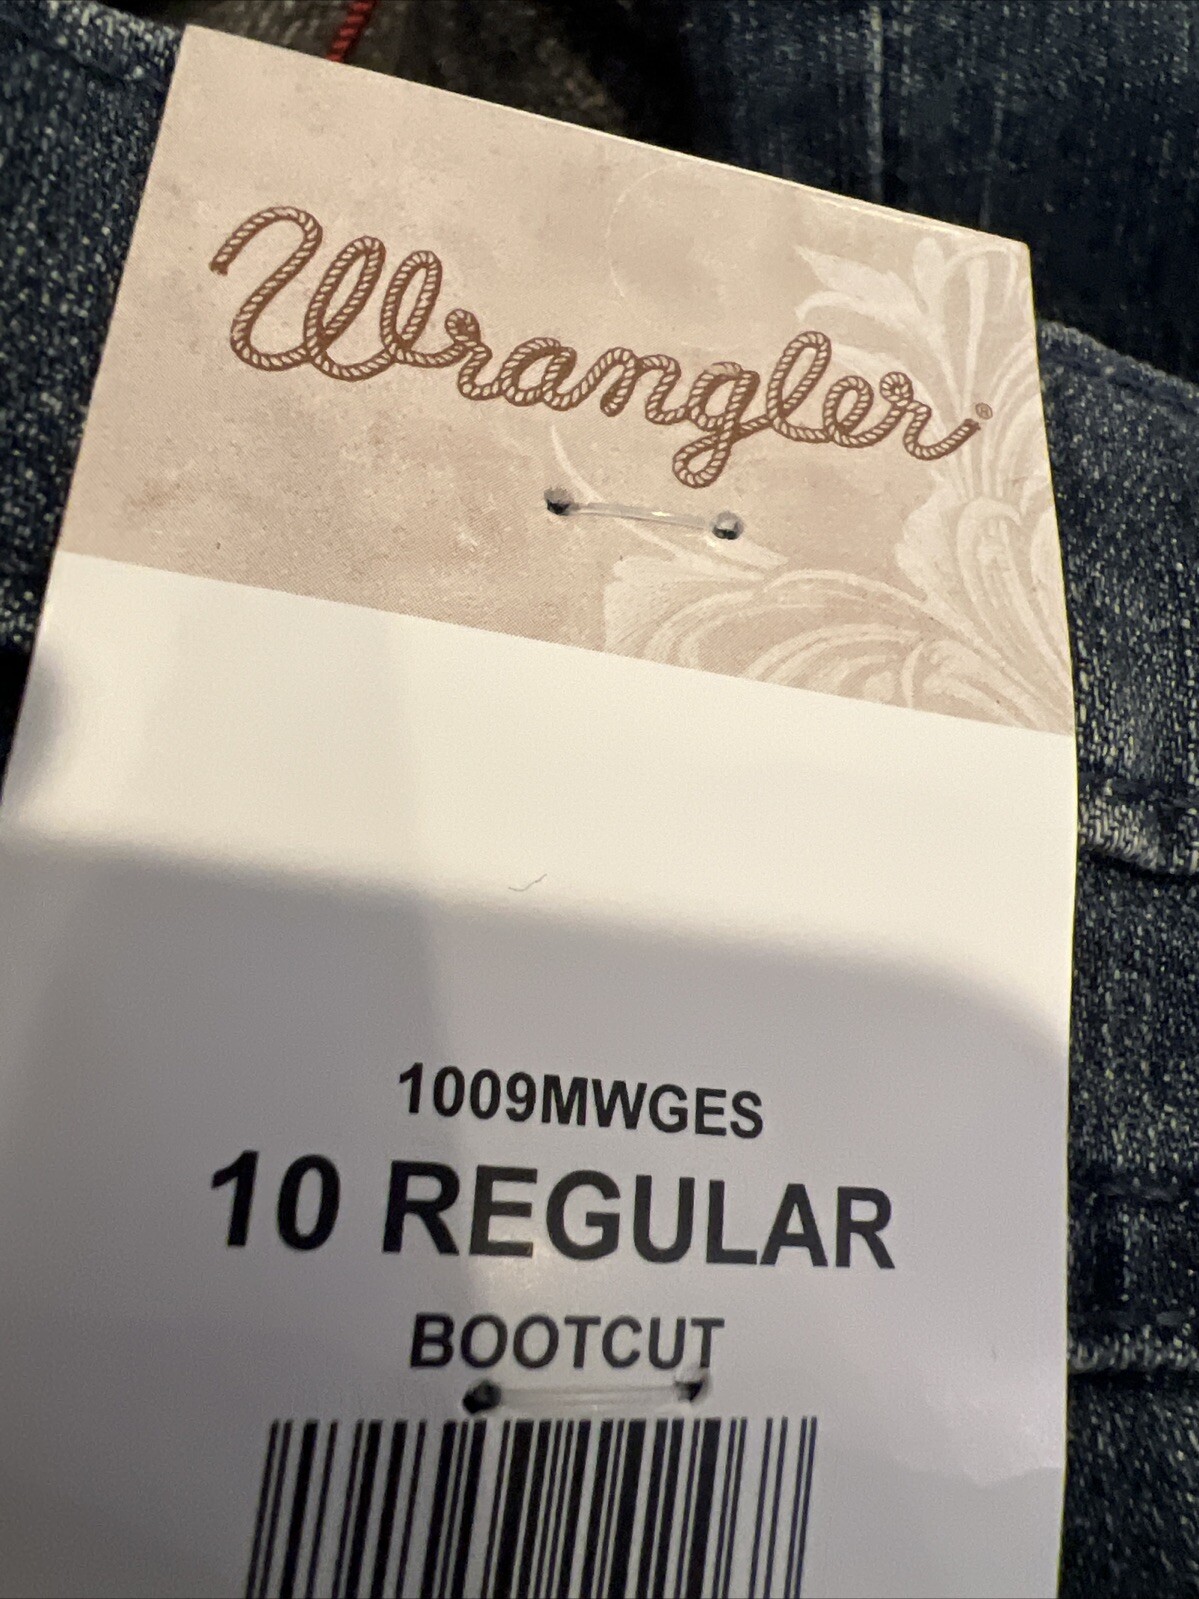 Wrangler®
1009MWGES
10 REGULAR
BOOTCUT